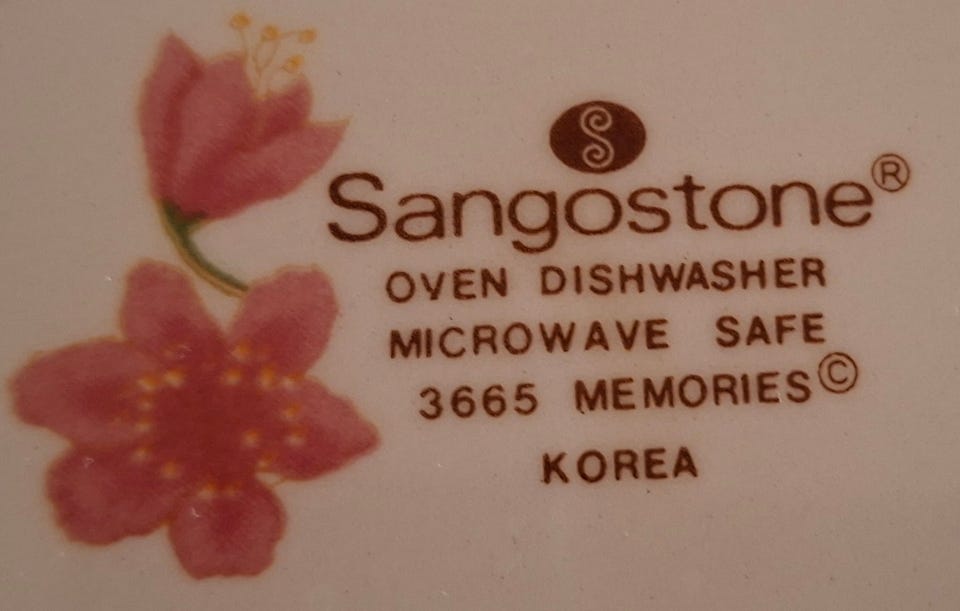 S
Sangostone®
OVEN DISHWASHER
MICROWAVE SAFE
3665 MEMORIES©
KOREA